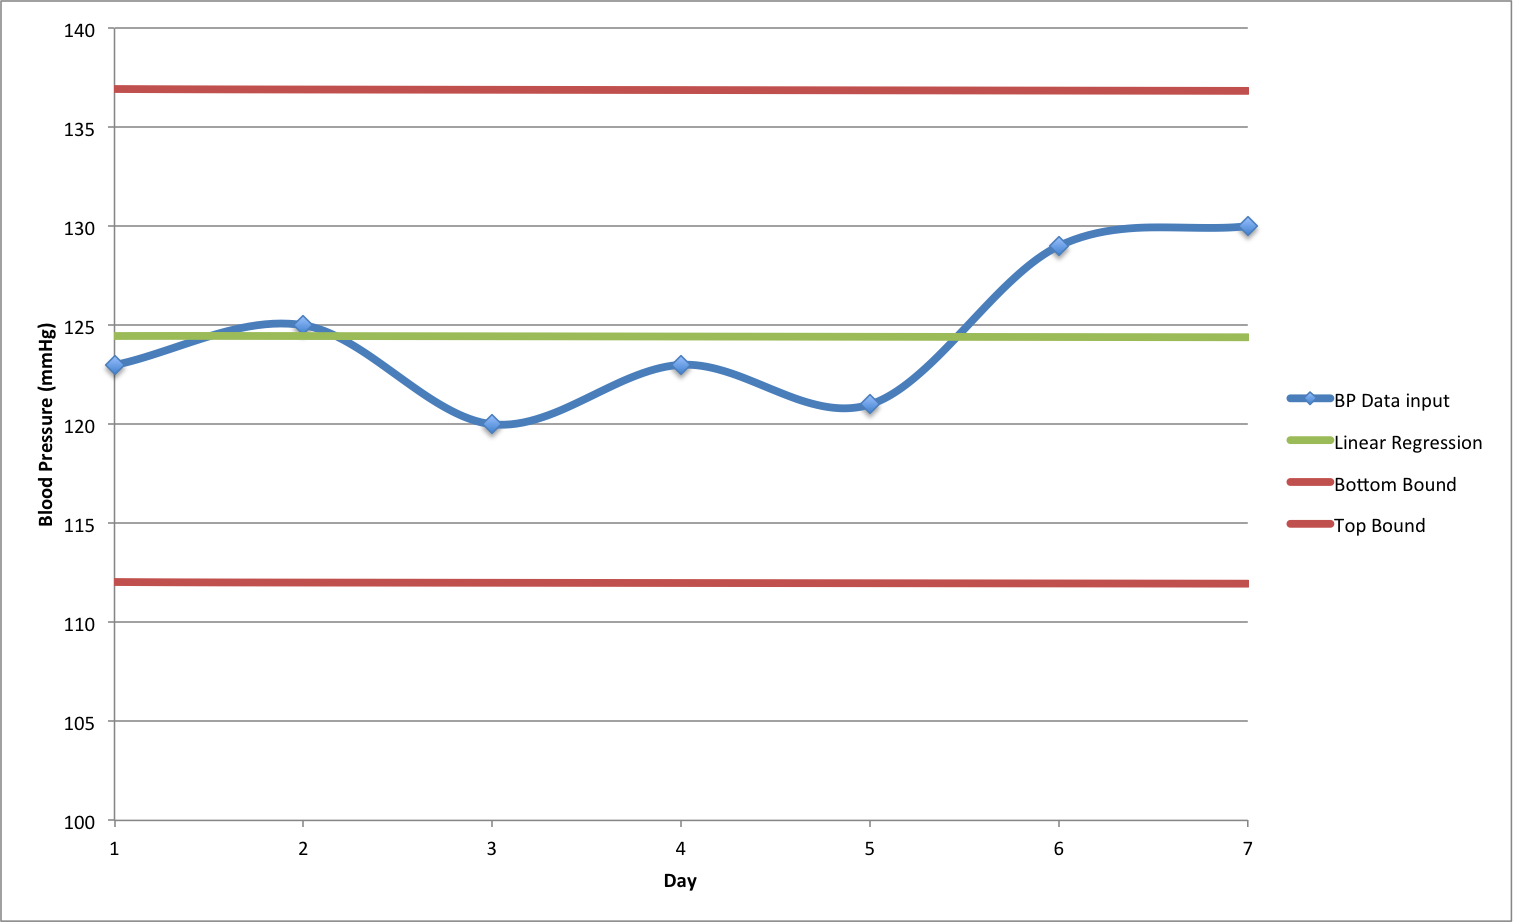 140
135
130
125
120
115
110
105
100
Blood Pressure (mmHg)
1 2 3 4 5 6 7
Day
BP Data input
Linear Regression
Bottom Bound
Top Bound